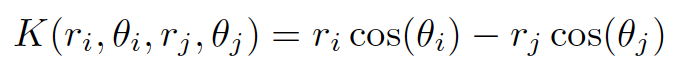 K(r_i, θ_i, r_j, θ_j) = r_i cos(θ_i) − r_j cos(θ_j)